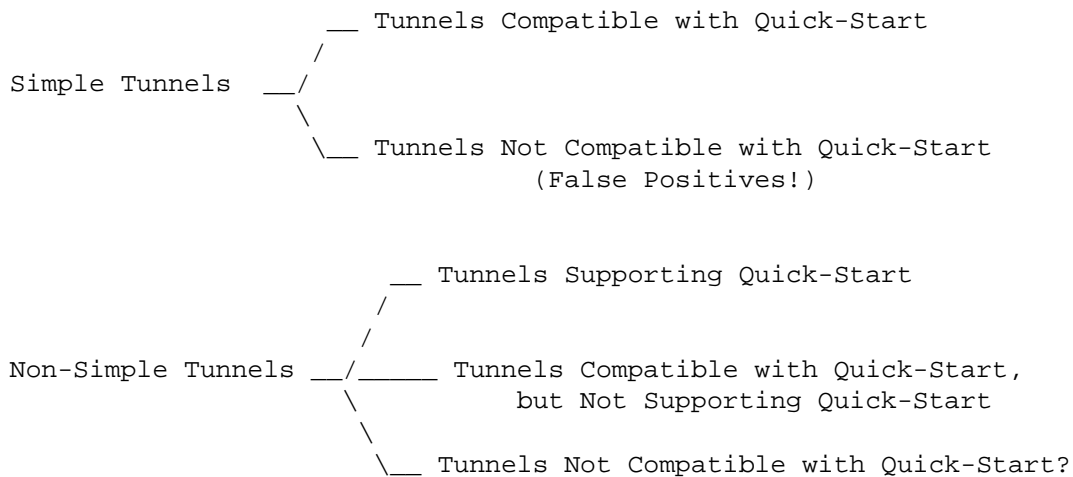 Tunnels Compatible with Quick-Start
Simple Tunnels
Tunnels Not Compatible with Quick-Start
(False Positives!)
Tunnels Supporting Quick-Start
Non-Simple Tunnels Tunnels Compatible with Quick-Start,
but Not Supporting Quick-Start
Tunnels Not Compatible with Quick-Start?